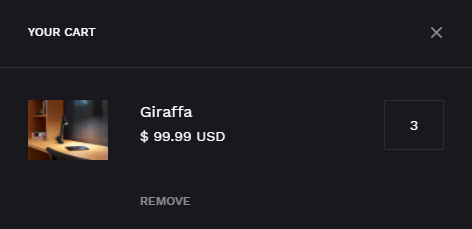 YOUR CART
Giraffa
$ 99.99 USD
3
REMOVE